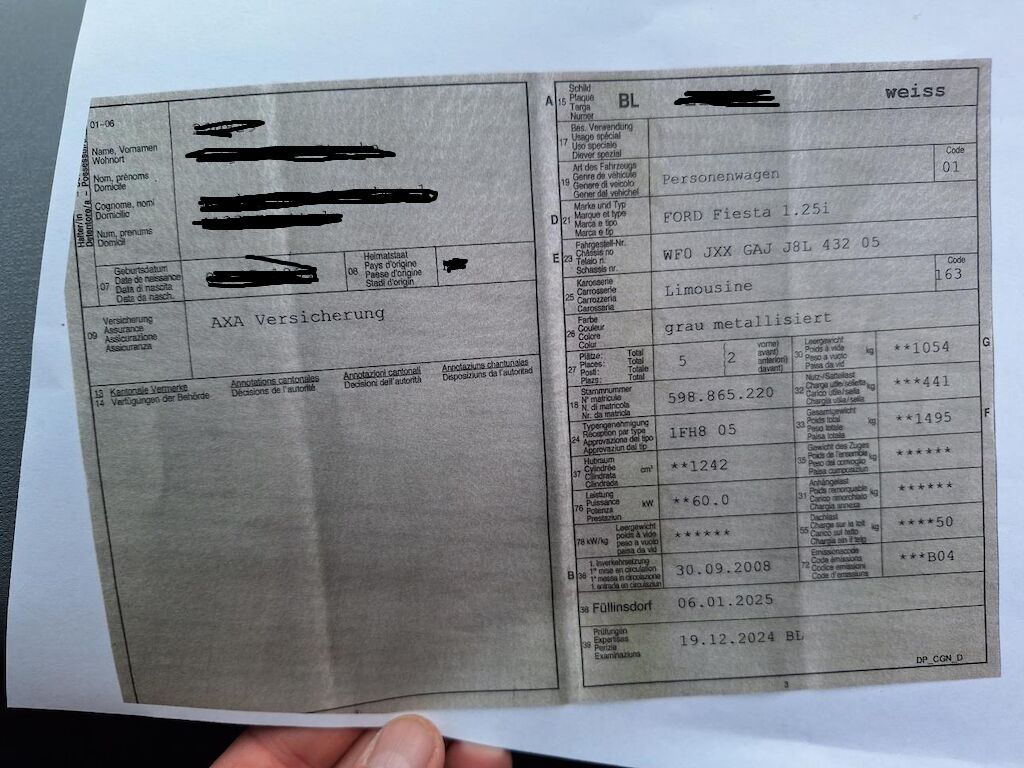 01-06
Halter/in
Name, Vornamen
Wohnort
Nom, prénoms
Domicile
Cognome, nomi
Domicilio
Num, prenums
Domicil
07
Geburtsdatum
Date de naissance
Data di nascita
Data da nasch.
08
Heimatstaat
Pays d'origine
Paese d'origine
Stadi d'origin
09
Versicherung
Assurance
Assicurazione
Assicuranza
AXA Versicherung
13 Kantonale Vermerke
14 Verfügungen der Behörde
Annotations cantonales
Décisions de l'autorité
Annotazioni cantonali
Decisioni dell'autorità
Annotaziuns chantunalas
Disposiziuns da l'autoritad
A 15
Schild
Plaque
Targa
Numer
BL
weiss
17
Bes. Verwendung
Usage spécial
Uso speciale
Diever spezial
19
Art des Fahrzeugs
Genre de véhicule
Genere di veicolo
Gener dal vehichel
Personenwagen
Code
01
D 21
Marke und Typ
Marque et type
Marca e tipo
Marca e tip
FORD Fiesta 1.25i
E 23
Fahrgestell-Nr.
Châssis no
Telaio n.
Schassis nr.
WF0 JXX GAJ J8L 432 05
25
Karosserie
Carrosserie
Carrozzeria
Carossaria
Limousine
Code
163
26
Farbe
Couleur
Colore
Colur
grau metallisiert
27
Plätze: Total
Places: Total
Posti: Totale
Plazs: Total
5
2
vorne)
avant)
anteriori)
davant)
30
Leergewicht
Poids à vide
Peso a vuoto
Paisa da vid
kg
**1054
G
18
Stammnummer
N° matricule
N. di matricola
Nr. da matricla
598.865.220
32
Nutz-/Sattellast
Charge utile/sellette
Carico utile/sella
Chargia utila/sella
kg
***441
24
Typengenehmigung
Réception par type
Approvazione del tipo
Approvaziun dal tip
1FH8 05
33
Gesamtgewicht
Poids total
Peso totale
Paisa totala
kg
**1495
F
37
Hubraum
Cylindrée
Cilindrata
Cilindrada
cm³
**1242
35
Gewicht des Zuges
Poids de l'ensemble
Peso del convoglio
Paisa cumposiziun
kg
******
76
Leistung
Puissance
Potenza
Prestaziun
kW
**60.0
31
Anhängelast
Poids remorquable
Carico rimorchiato
Chargia annexa
kg
******
78 kW/kg
Leergewicht
poids à vide
peso a vuoto
paisa da vid
******
55
Dachlast
Charge sur le toit
Carico sul tetto
Chargia sin il tetg
kg
****50
B 36
1. Inverkehrsetzung
1re mise en circulation
1a messa in circolazione
1. entrada en circulaziun
30.09.2008
72
Emissionscode
Code émissions
Codice emissioni
Code d'emissiuns
***B04
38 Füllinsdorf
06.01.2025
39
Prüfungen
Expertises
Perizie
Examinaziuns
19.12.2024 BL
DP_CGN_D
3